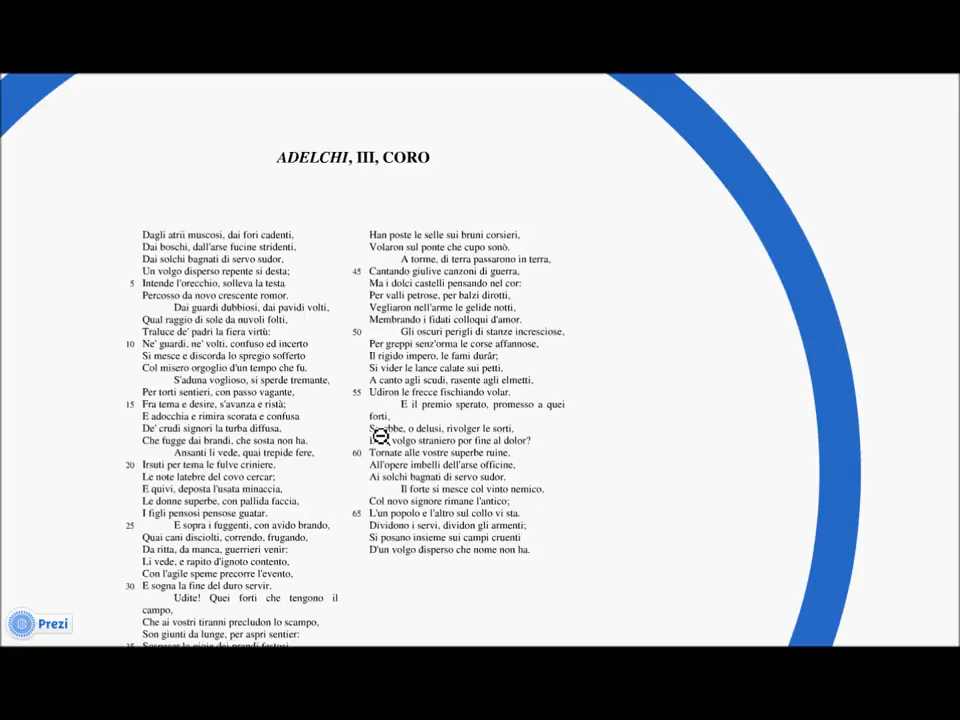 ADELCHI, III, CORO
Dagli atrii muscosi, dai fori cadenti,
Dai boschi, dall'arse fucine stridenti,
Dai solchi bagnati di servo sudor,
Un volgo disperso repente si desta;
5 Intende l'orecchio, solleva la testa
Percosso da novo crescente romor.
Dai guardi dubbiosi, dai pavidi volti,
Qual raggio di sole da nuvoli folti,
Traluce de' padri la fiera virtù:
10 Ne' guardi, ne' volti, confuso ed incerto
Si mesce e discorda lo spregio sofferto
Col misero orgoglio d'un tempo che fu.
S'aduna voglioso, si sperde tremante,
Per torti sentieri, con passo vagante,
15 Fra tema e desire, s'avanza e ristà;
E adocchia e rimira scorata e confusa
De' crudi signori la turba diffusa,
Che fugge dai brandi, che sosta non ha.
Ansanti li vede, quai trepide fere,
20 Irsuti per tema le fulve criniere,
Le note latebre del covo cercar;
E quivi, deposta l'usata minaccia,
Le donne superbe, con pallida faccia,
I figli pensosi pensose guatar.
25 E sopra i fuggenti, con avido brando,
Quai cani disciolti, correndo, frugando,
Da ritta, da manca, guerrieri venir:
Li vede, e rapito d'ignoto contento,
Con l'agile speme precorre l'evento,
30 E sogna la fine del duro servir.
Udite! Quei forti che tengono il
campo,
Che ai vostri tiranni precludon lo scampo,
Son giunti da lunge, per aspri sentier:
Han poste le selle sui bruni corsieri,
Volaron sul ponte che cupo sonò.
A torme, di terra passarono in terra,
45 Cantando giulive canzoni di guerra,
Ma i dolci castelli pensando nel cor:
Per valli petrose, per balzi dirotti,
Vegliaron nell'arme le gelide notti,
Membrando i fidati colloqui d'amor.
50 Gli oscuri perigli di stanze incresciose,
Per greppi senz'orma le corse affannose,
Il rigido impero, le fami durâr;
Si vider le lance calate sui petti,
A canto agli scudi, rasente agli elmetti,
55 Udiron le frecce fischiando volar.
E il premio sperato, promesso a quei
forti,
o delusi, rivolger le sorti,
volgo straniero por fine al dolor?
60 Tornate alle vostre superbe ruine,
All'opere imbelli dell'arse officine,
Ai solchi bagnati di servo sudor.
Il forte si mesce col vinto nemico,
Col novo signore rimane l'antico;
65 L'un popolo e l'altro sul collo vi sta.
Dividono i servi, dividon gli armenti;
Si posano insieme sui campi cruenti
D'un volgo disperso che nome non ha.
Prezi